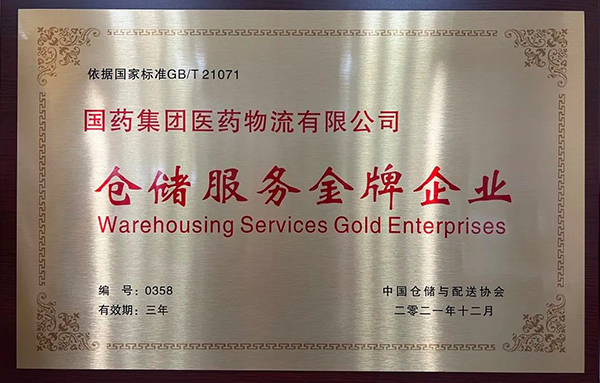 依据国家标准GB/T 21071
国药集团医药物流有限公司
仓储服务金牌企业
Warehousing Services Gold Enterprises
编 号:0358
中国仓储与配送协会
有效期:三年
二零二一年十二月